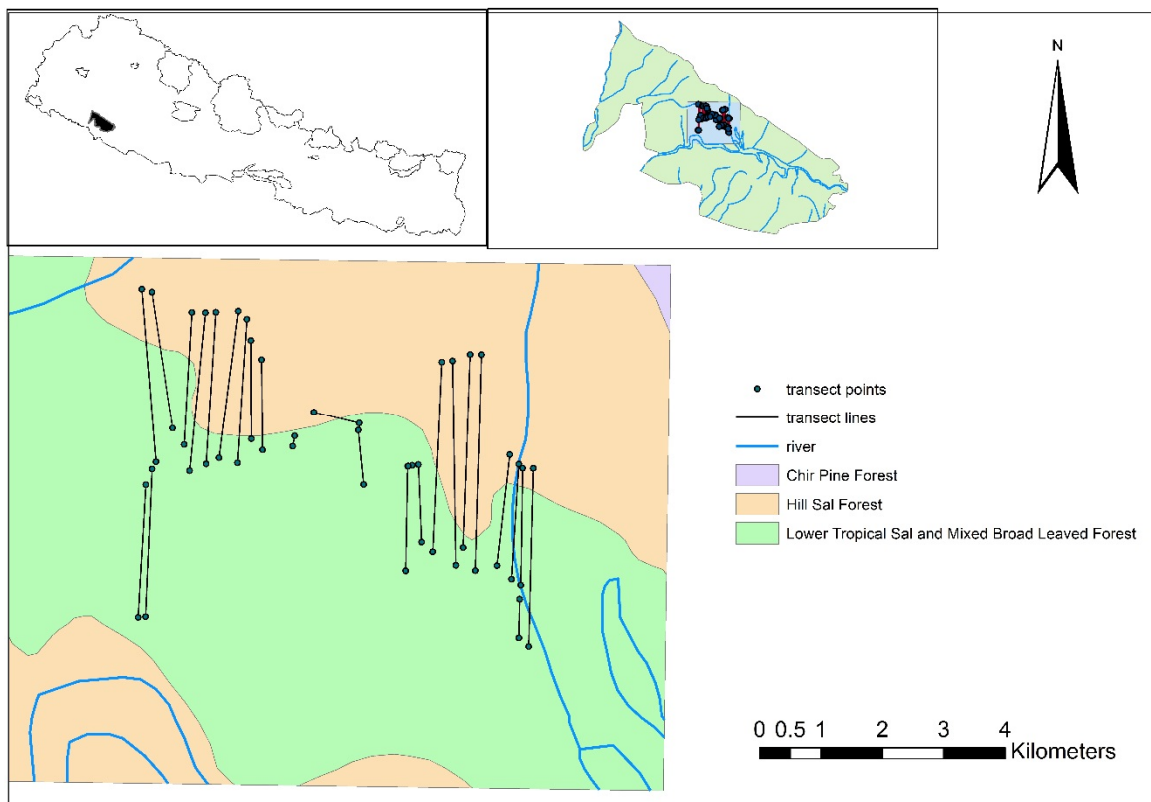 N
transect points
transect lines
river
Chir Pine Forest
Hill Sal Forest
Lower Tropical Sal and Mixed Broad Leaved Forest
0 0.5 1 2 3 4
Kilometers